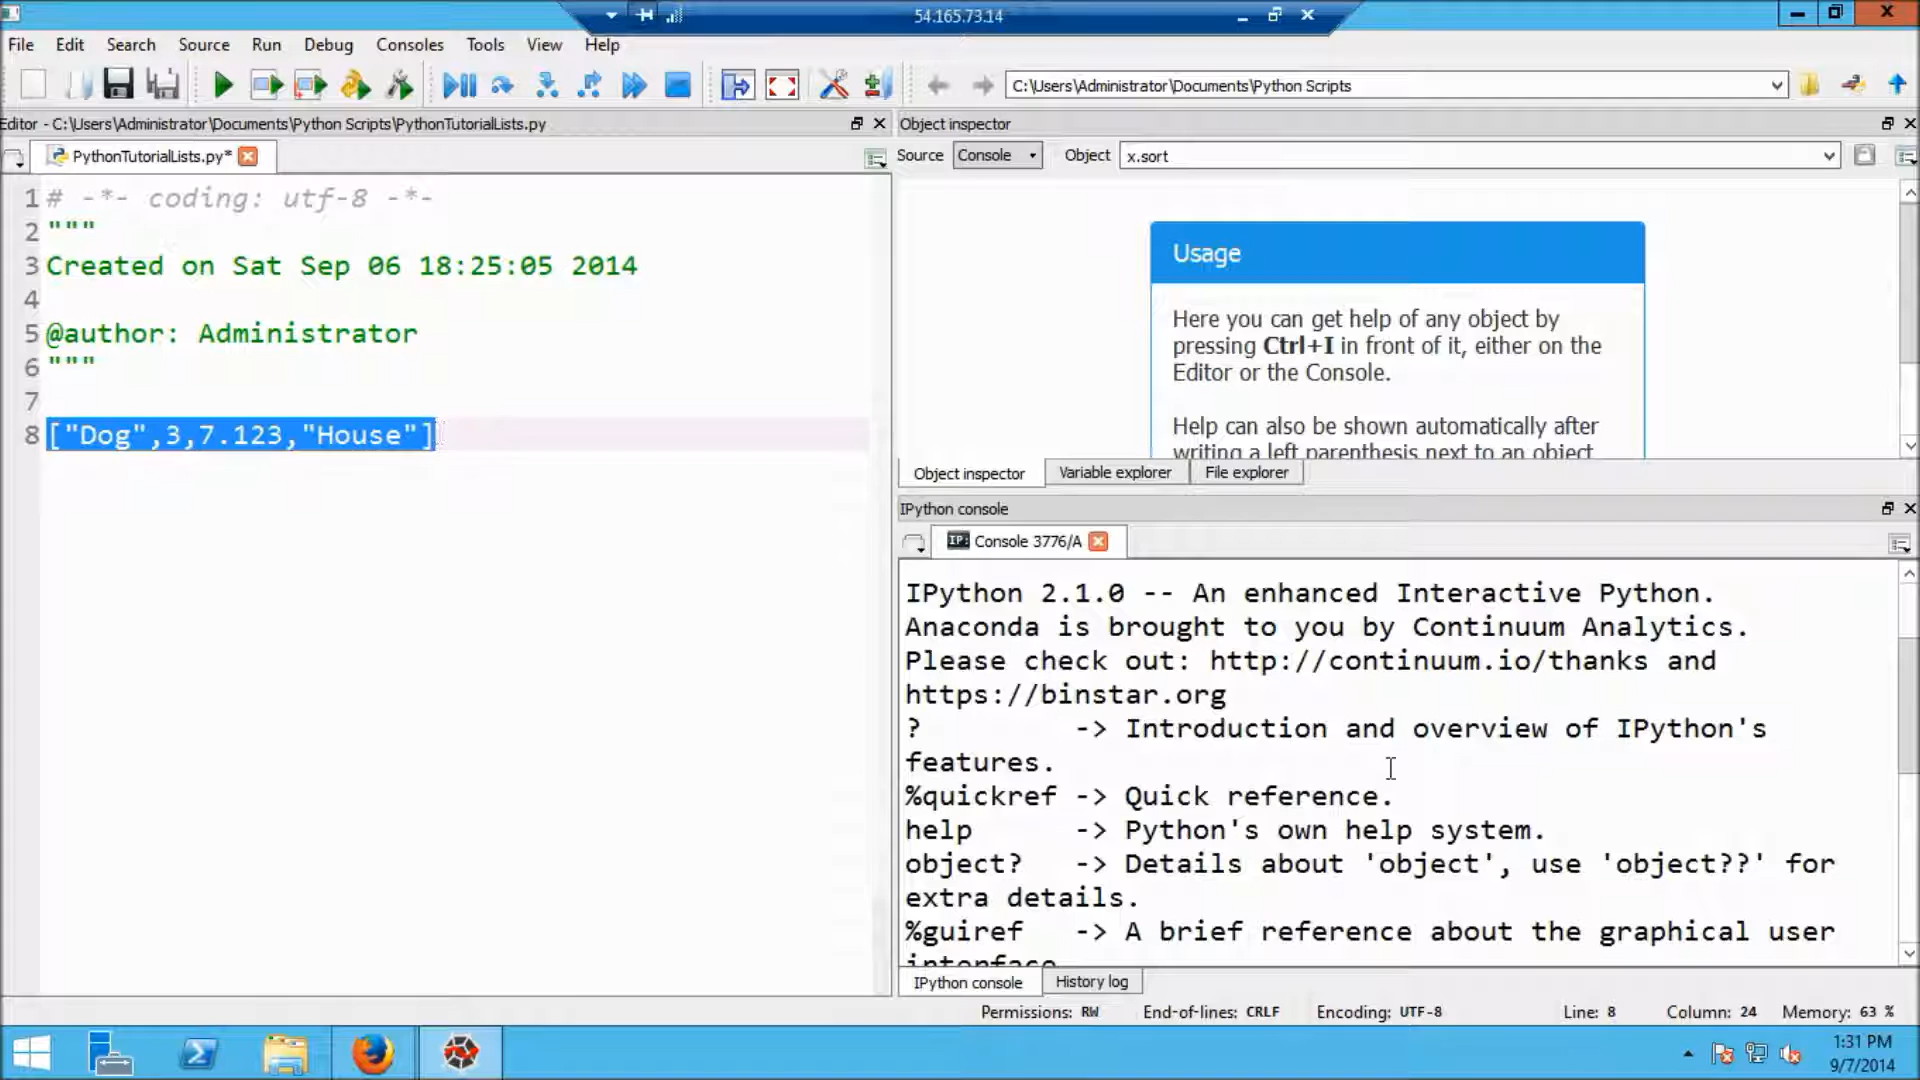 54.165.73.14
File Edit Search Source Run Debug Consoles Tools View Help
C:\Users\Administrator\Documents\Python Scripts
Editor - C:\Users\Administrator\Documents\Python Scripts\PythonTutorialLists.py
PythonTutorialLists.py*
1 # -*- coding: utf-8 -*-
2 """
3 Created on Sat Sep 06 18:25:05 2014
4
5 @author: Administrator
6 """
7
8 ["Dog",3,7.123,"House"]
Object inspector
Source Console Object x.sort
Usage
Here you can get help of any object by
pressing Ctrl+I in front of it, either on the
Editor or the Console.
Help can also be shown automatically after
writing a left parenthesis next to an object
Object inspector Variable explorer File explorer
IPython console
IP: Console 3776/A
IPython 2.1.0 -- An enhanced Interactive Python.
Anaconda is brought to you by Continuum Analytics.
Please check out: http://continuum.io/thanks and
https://binstar.org
? -> Introduction and overview of IPython's
features.
%quickref -> Quick reference.
help -> Python's own help system.
object? -> Details about 'object', use 'object??' for
extra details.
%guiref -> A brief reference about the graphical user
interface
IPython console History log
Permissions: RW End-of-lines: CRLF Encoding: UTF-8 Line: 8 Column: 24 Memory: 63 %
1:31 PM
9/7/2014